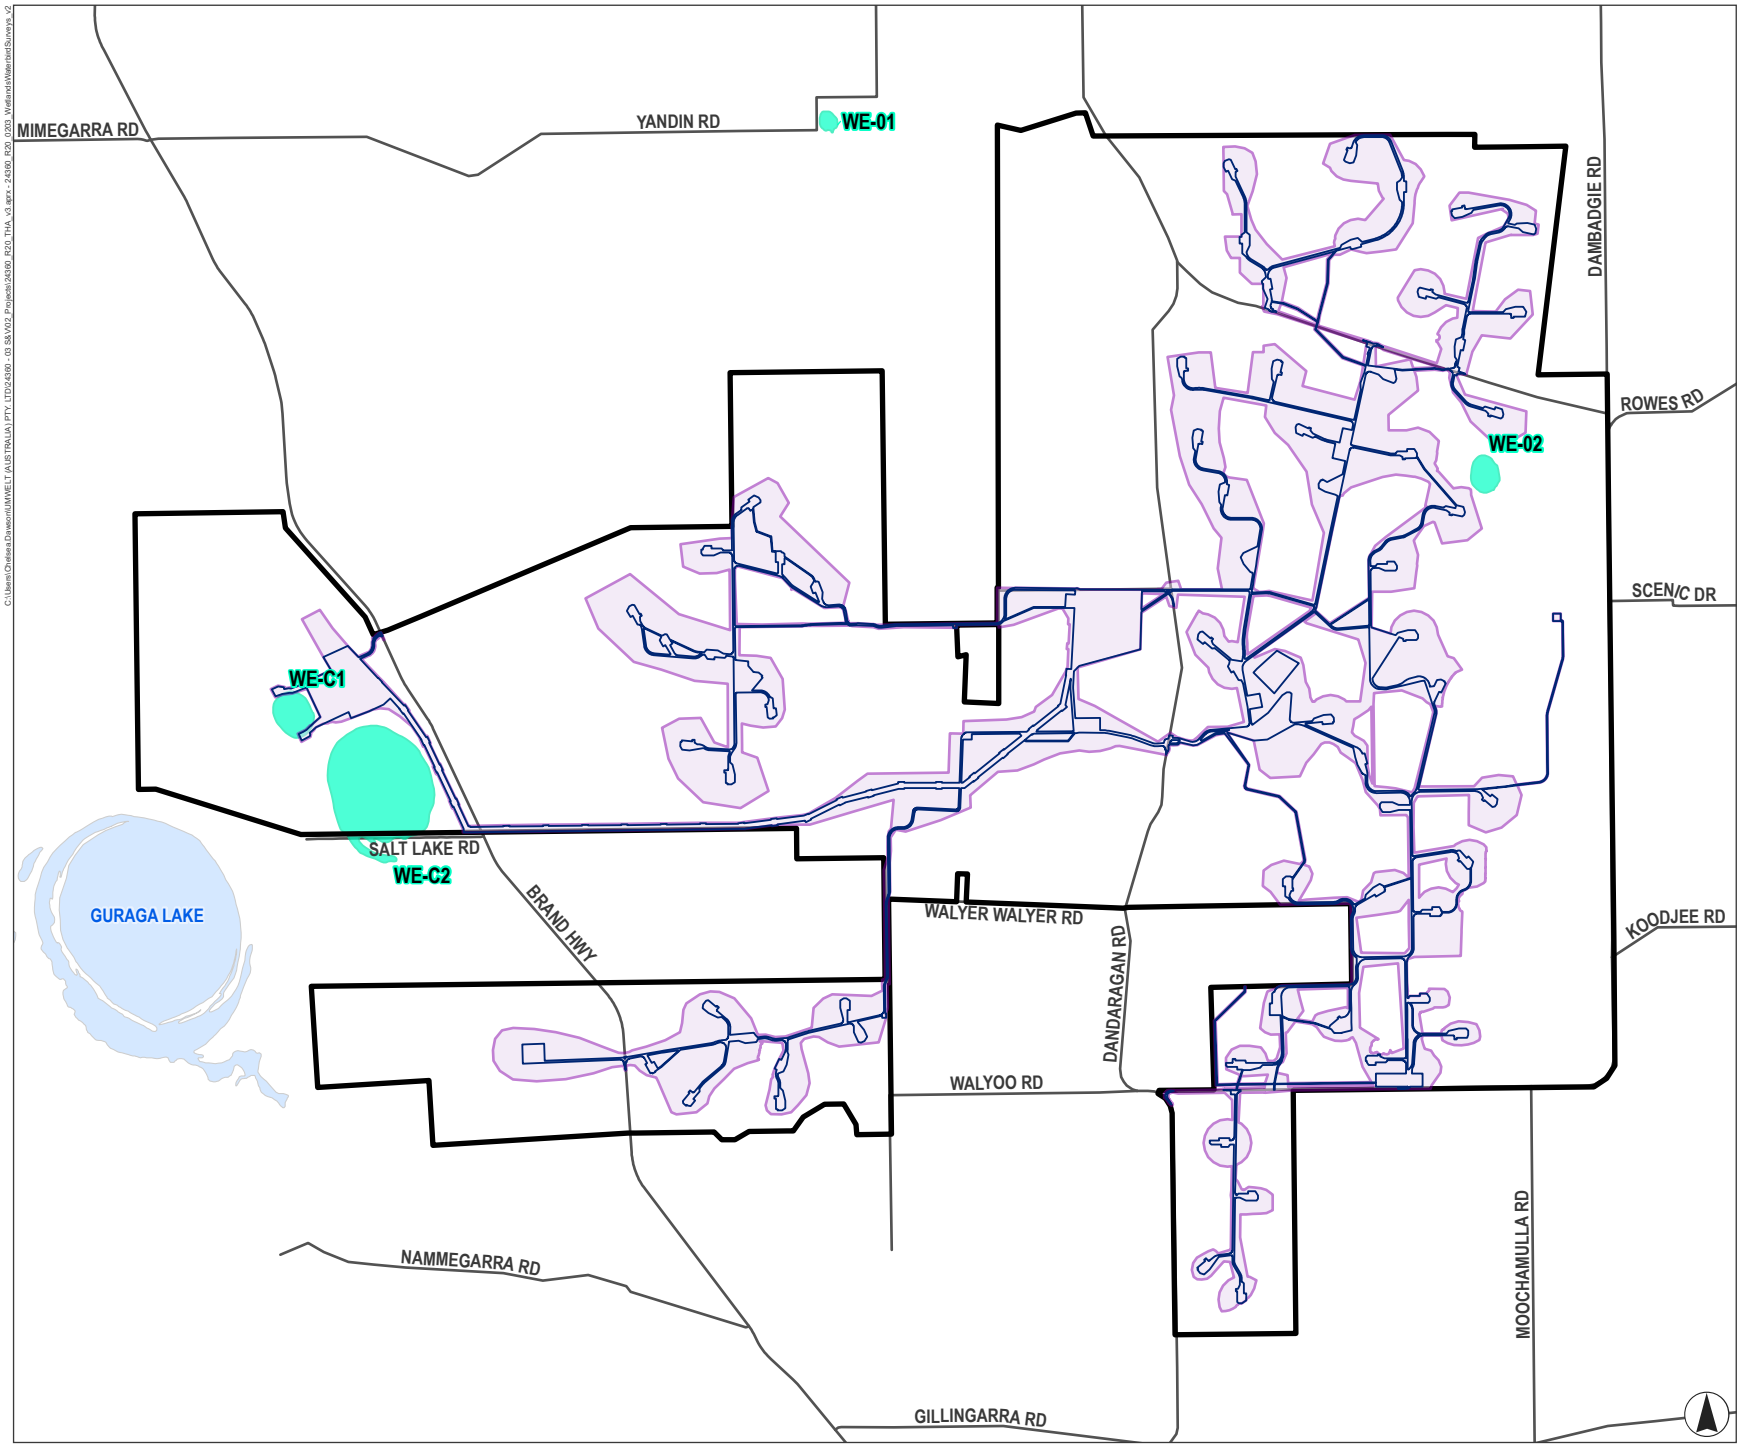 MIMEGARRA RD
YANDIN RD
WE-01
DAMBADGIE RD
ROWES RD
WE-02
SCENIC DR
WE-C1
SALT LAKE RD
WE-C2
BRAND HWY
GURAGA LAKE
WALYER WALYER RD
DANDARAGAN RD
KOODJEE RD
WALYOO RD
MOOCHAMULLA RD
NAMMEGARRA RD
GILLINGARRA RD